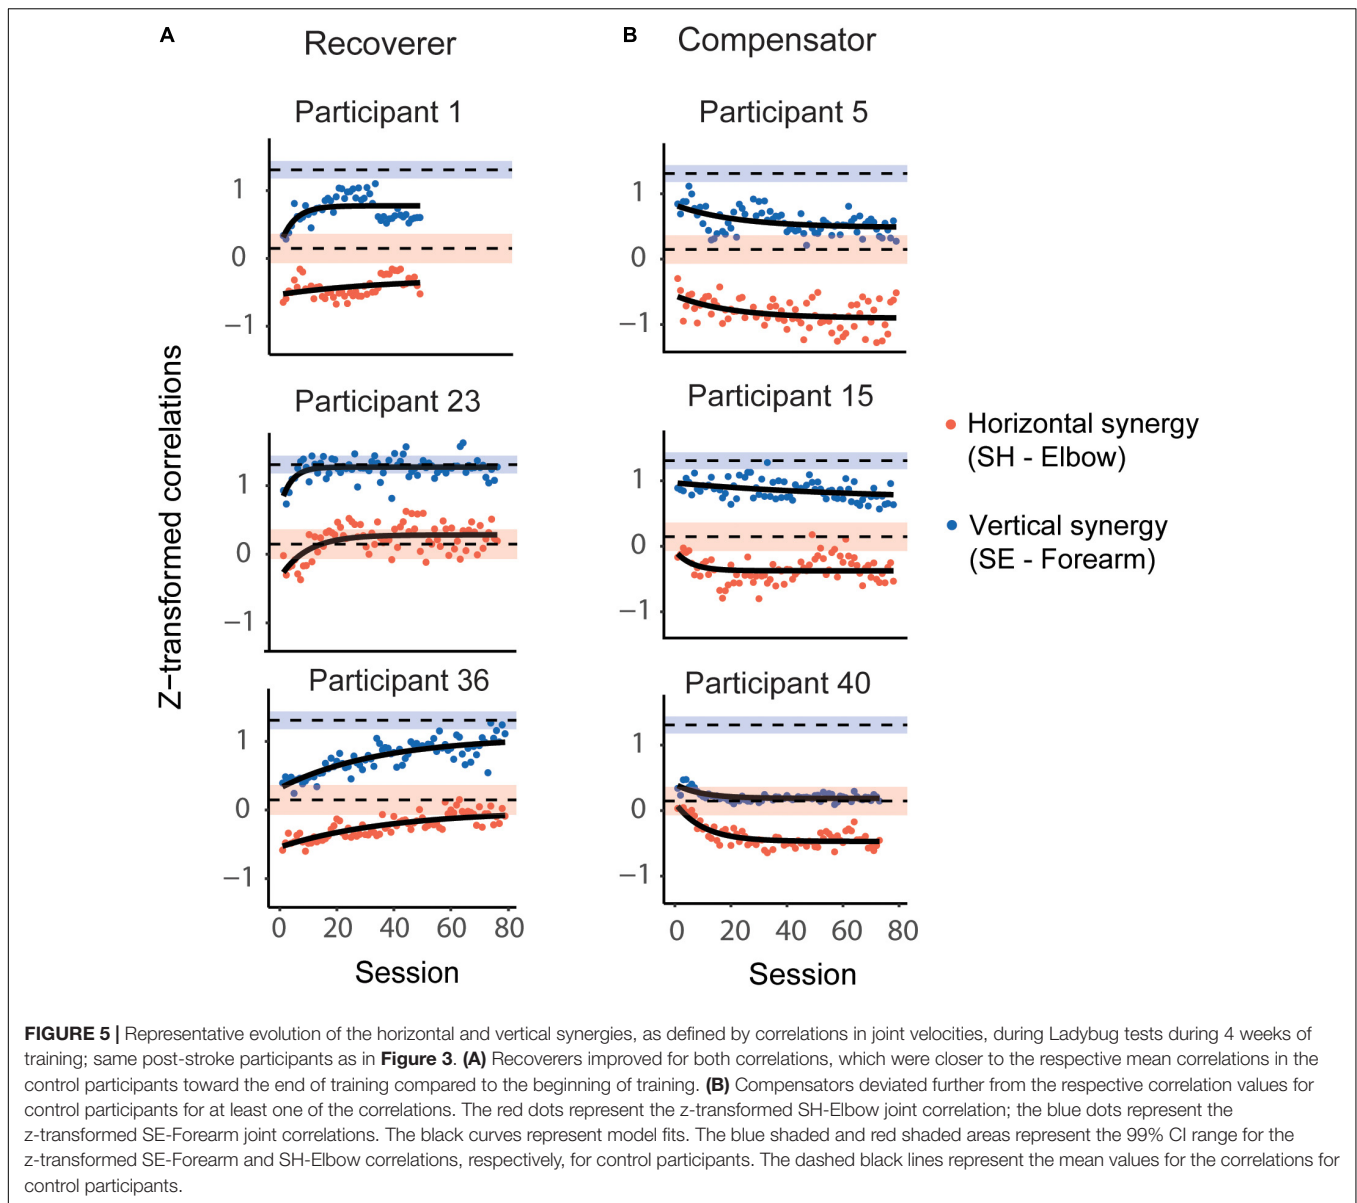 A
Recoverer
B
Compensator
Z−transformed correlations
Participant 1
1
0
−1
Participant 5
1
0
−1
Participant 23
1
0
−1
Participant 15
1
0
−1
Horizontal synergy
(SH - Elbow)
Vertical synergy
(SE - Forearm)
Participant 36
1
0
−1
0 20 40 60 80
Session
Participant 40
1
0
−1
0 20 40 60 80
Session
FIGURE 5 | Representative evolution of the horizontal and vertical synergies, as defined by correlations in joint velocities, during Ladybug tests during 4 weeks of
training; same post-stroke participants as in Figure 3. (A) Recoverers improved for both correlations, which were closer to the respective mean correlations in the
control participants toward the end of training compared to the beginning of training. (B) Compensators deviated further from the respective correlation values for
control participants for at least one of the correlations. The red dots represent the z-transformed SH-Elbow joint correlation; the blue dots represent the
z-transformed SE-Forearm joint correlations. The black curves represent model fits. The blue shaded and red shaded areas represent the 99% CI range for the
z-transformed SE-Forearm and SH-Elbow correlations, respectively, for control participants. The dashed black lines represent the mean values for the correlations for
control participants.